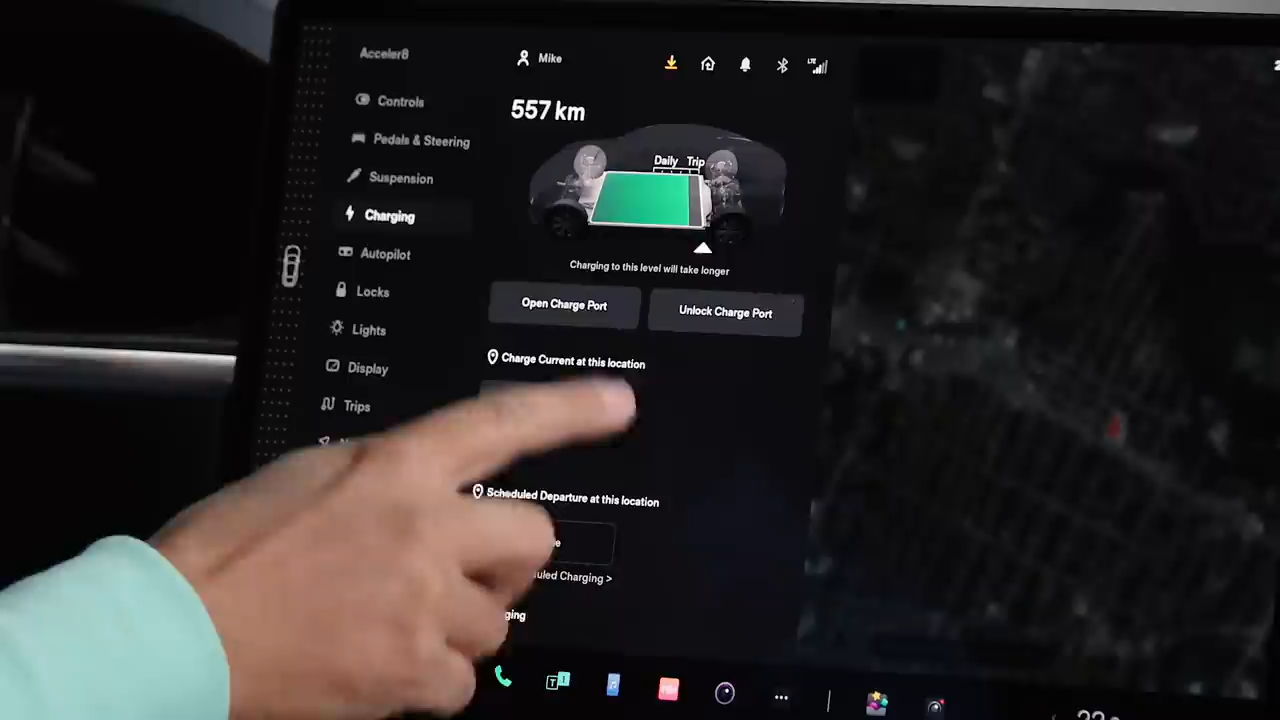 Acceler8
Controls
Pedals & Steering
Suspension
Charging
Autopilot
Locks
Lights
Display
Trips
Mike
LTE
557 km
Daily Trip
Charging to this level will take longer
Open Charge Port
Unlock Charge Port
Charge Current at this location
Scheduled Departure at this location
Charging >